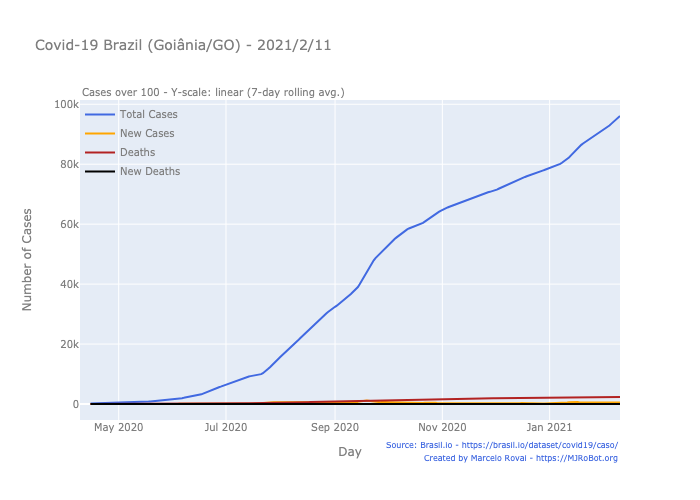 Covid-19 Brazil (Goiânia/GO) - 2021/2/11
Cases over 100 - Y-scale: linear (7-day rolling avg.)
Total Cases
New Cases
Deaths
New Deaths
100k
80k
60k
40k
20k
0
Number of Cases
May 2020
Jul 2020
Sep 2020
Nov 2020
Jan 2021
Day
Source: Brasil.io - https://brasil.io/dataset/covid19/caso/
Created by Marcelo Rovai - https://MJRoBot.org